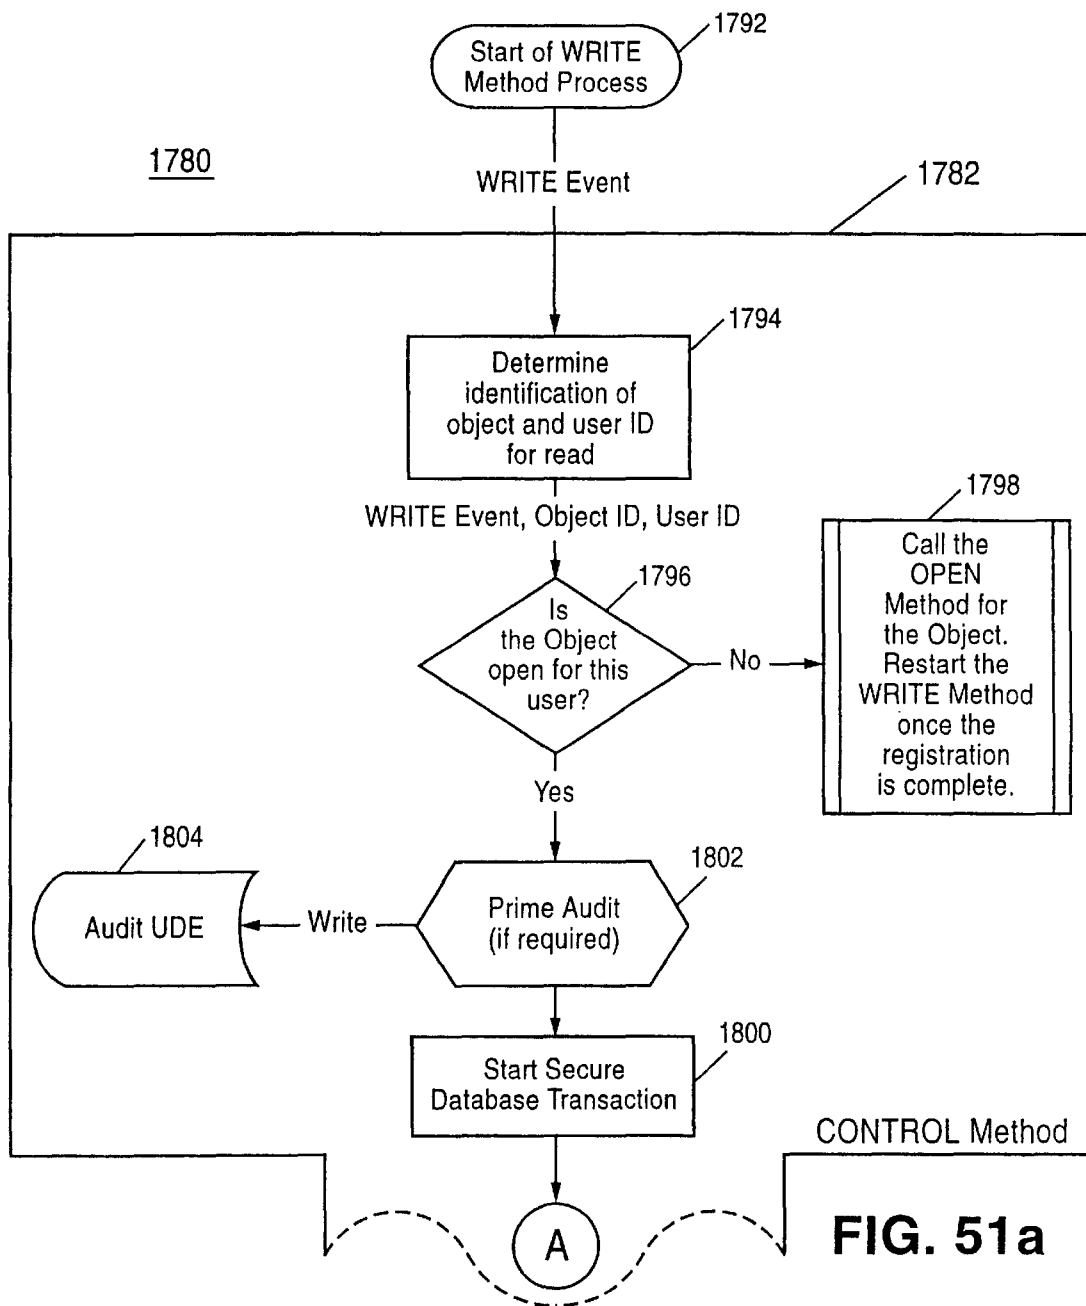 1792
Start of WRITE
Method Process
1780
WRITE Event
1782
1794
Determine
identification of
object and user ID
for read
WRITE Event, Object ID, User ID
1796
Is
the Object
open for this
user?
No
1798
Call the
OPEN
Method for
the Object.
Restart the
WRITE Method
once the
registration
is complete.
Yes
1804
Audit UDE
Write
1802
Prime Audit
(if required)
1800
Start Secure
Database Transaction
CONTROL Method
A
FIG. 51a